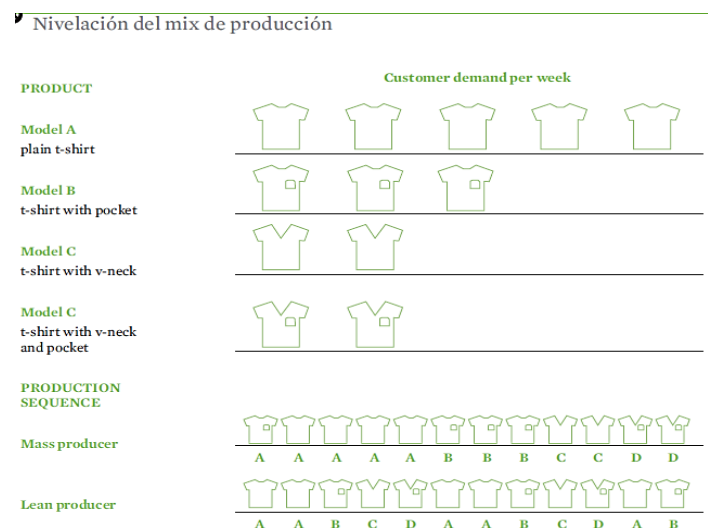 Nivelación del mix de producción
PRODUCT
Customer demand per week
Model A
plain t-shirt
Model B
t-shirt with pocket
Model C
t-shirt with v-neck
Model C
t-shirt with v-neck
and pocket
PRODUCTION
SEQUENCE
Mass producer
A A A A A B B B C C D D
Lean producer
A A B C D A A B C D A B